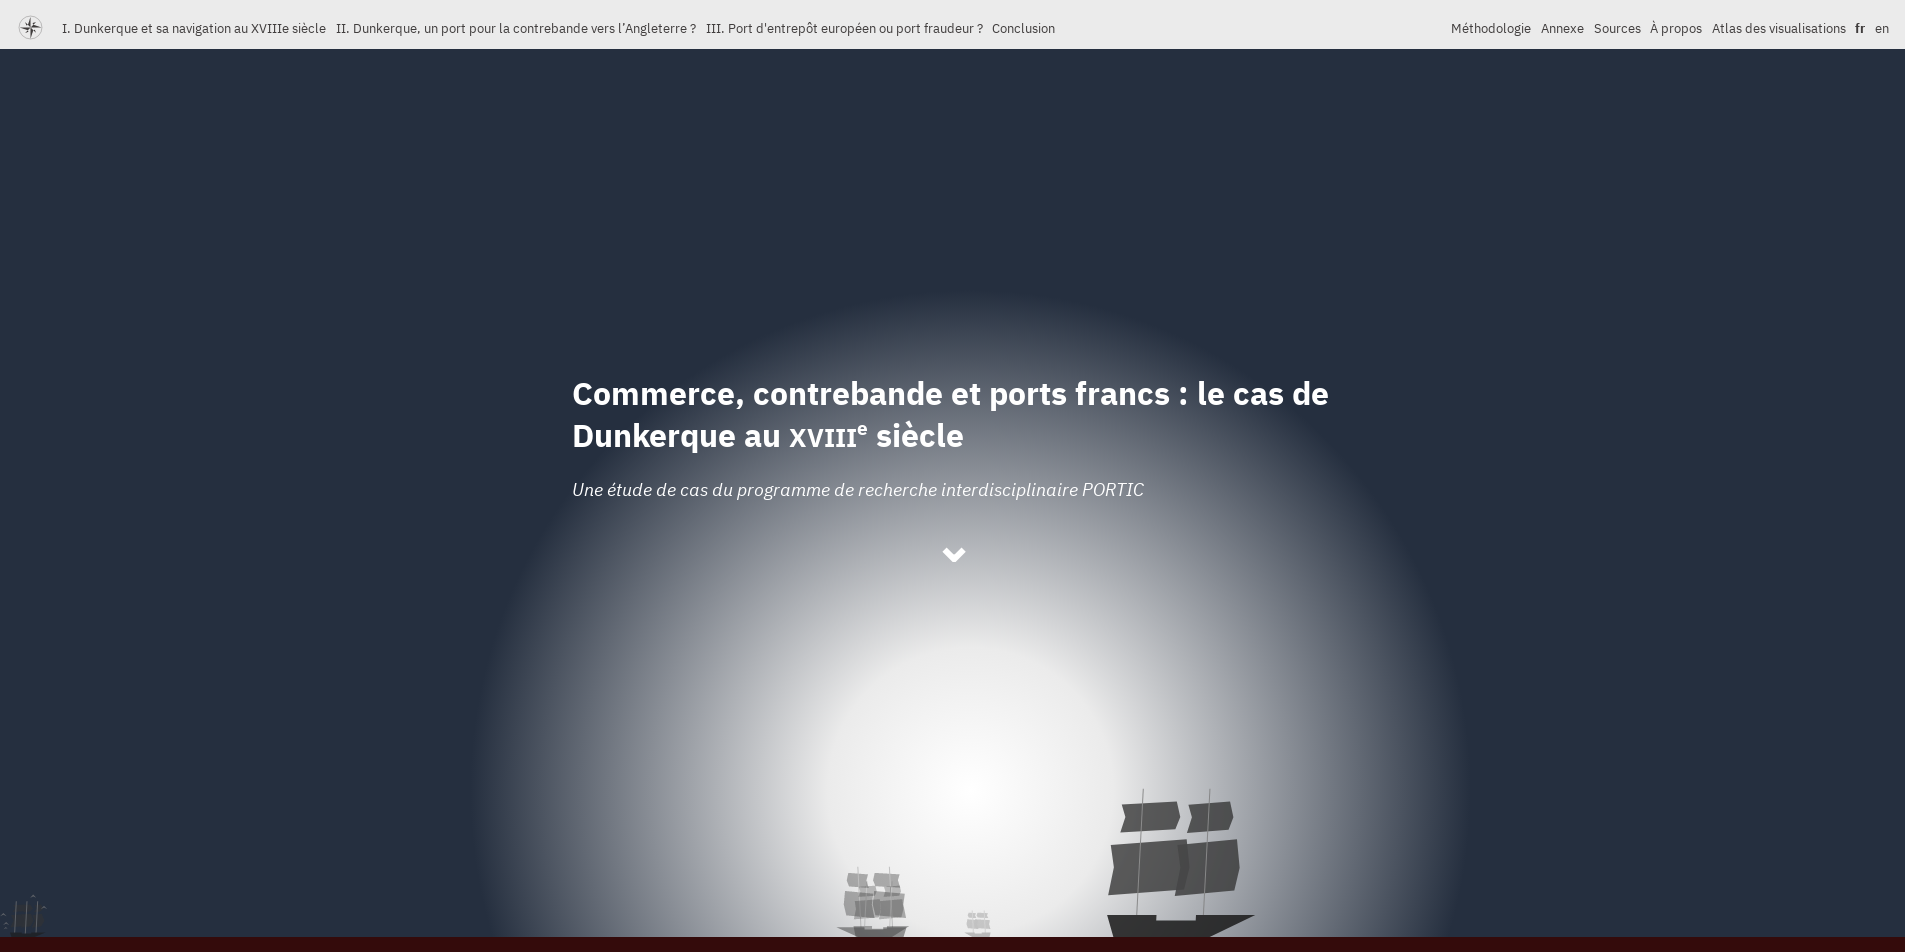 I. Dunkerque et sa navigation au XVIIIe siècle II. Dunkerque, un port pour la contrebande vers l’Angleterre ? III. Port d'entrepôt européen ou port fraudeur ? Conclusion Méthodologie Annexe Sources À propos Atlas des visualisations fr en
Commerce, contrebande et ports francs : le cas de
Dunkerque au XVIIIe siècle
Une étude de cas du programme de recherche interdisciplinaire PORTIC